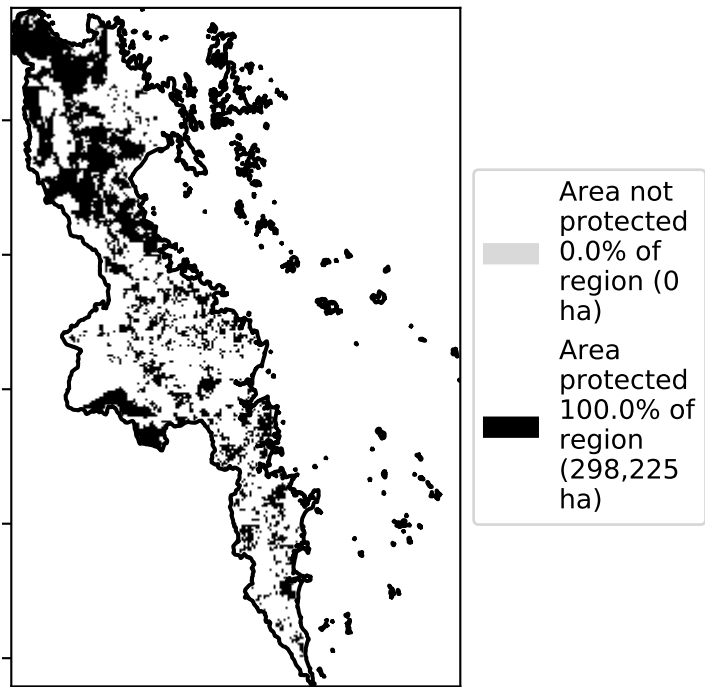 Area not
protected
0.0% of
region (0
ha)
Area
protected
100.0% of
region
(298,225
ha)